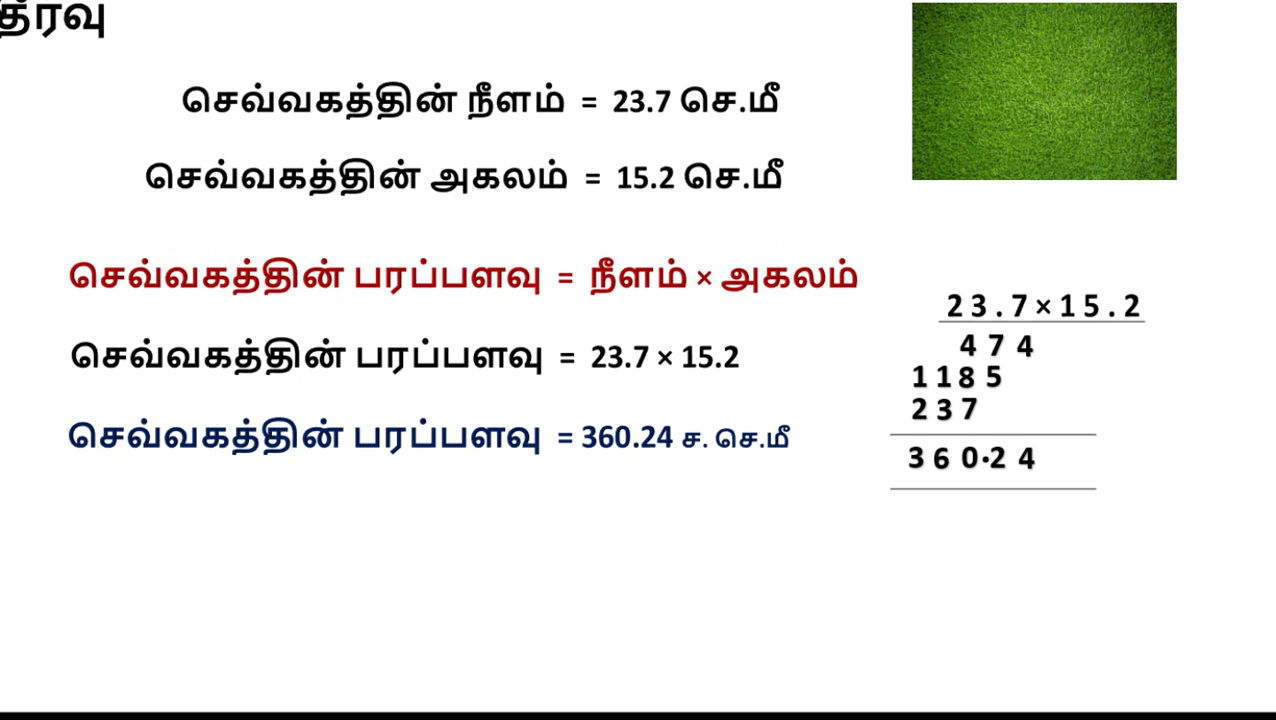 தீர்வு
செவ்வகத்தின் நீளம் = 23.7 செ.மீ
செவ்வகத்தின் அகலம் = 15.2 செ.மீ
செவ்வகத்தின் பரப்பளவு = நீளம் × அகலம்
செவ்வகத்தின் பரப்பளவு = 23.7 × 15.2
செவ்வகத்தின் பரப்பளவு = 360.24 ச. செ.மீ
23.7×15.2
474
1185
237
360.24